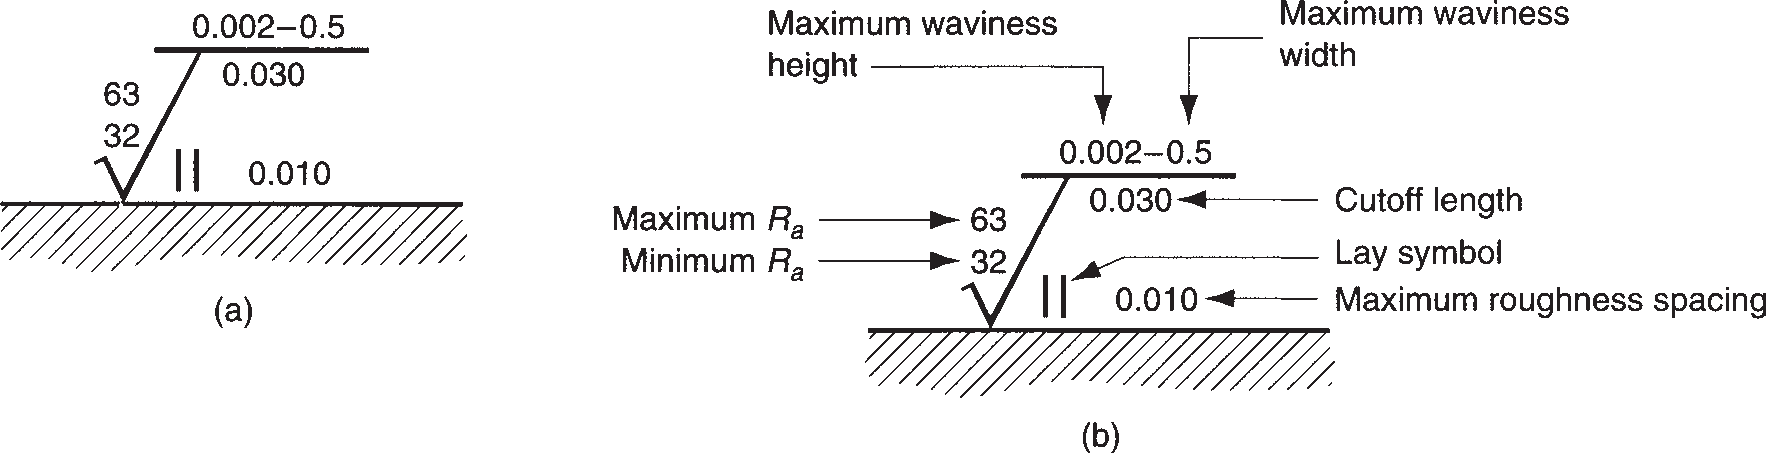 0.002–0.5
0.030
63
32
0.010
(a)
Maximum waviness
height
Maximum waviness
width
0.002–0.5
0.030
Cutoff length
Maximum Ra
63
Minimum Ra
32
Lay symbol
0.010
Maximum roughness spacing
(b)